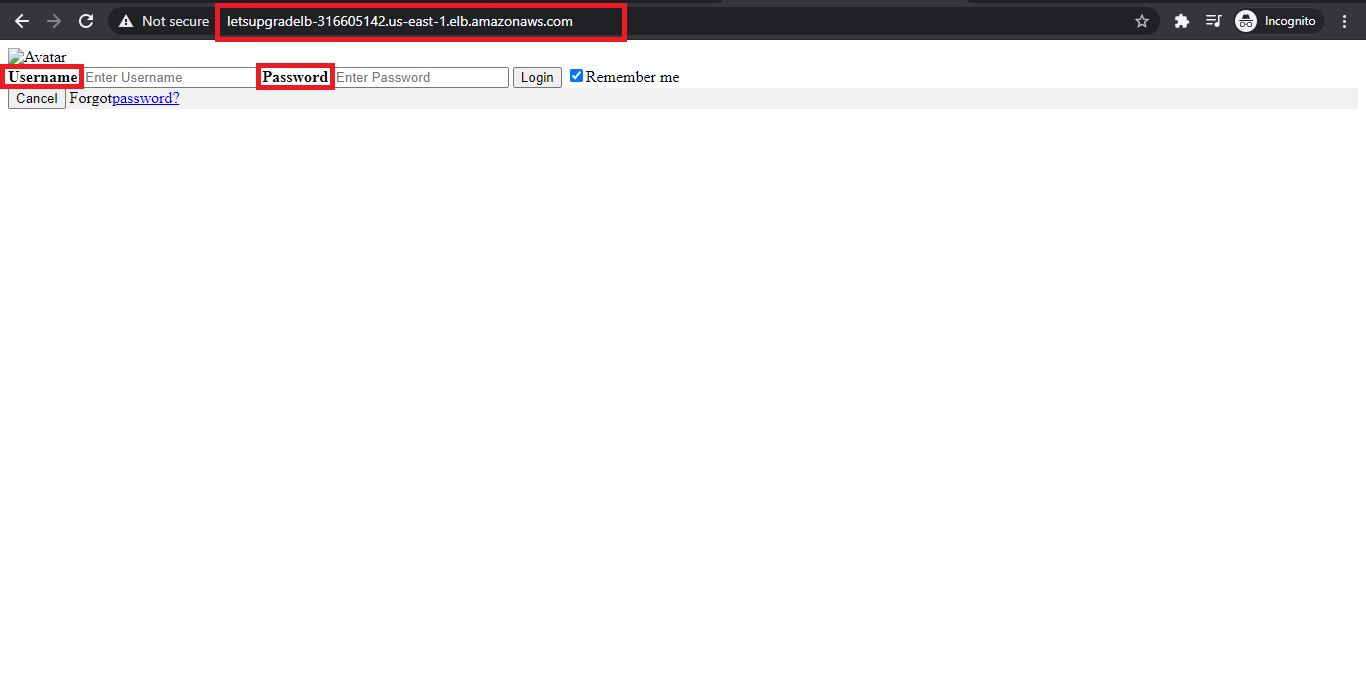 Not secure letsupgradelb-316605142.us-east-1.elb.amazonaws.com Incognito
Avatar
Username Enter Username Password Enter Password Login Remember me
Cancel Forgotpassword?